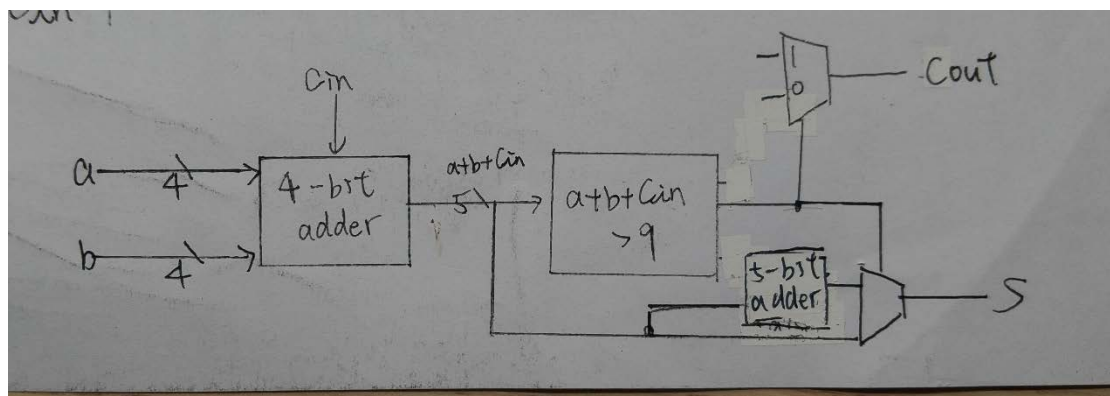 Cin
a
4
b
4
4-bit
adder
a+b+Cin
5
a+b+Cin
>9
1
0
Cout
5-bit
adder
S